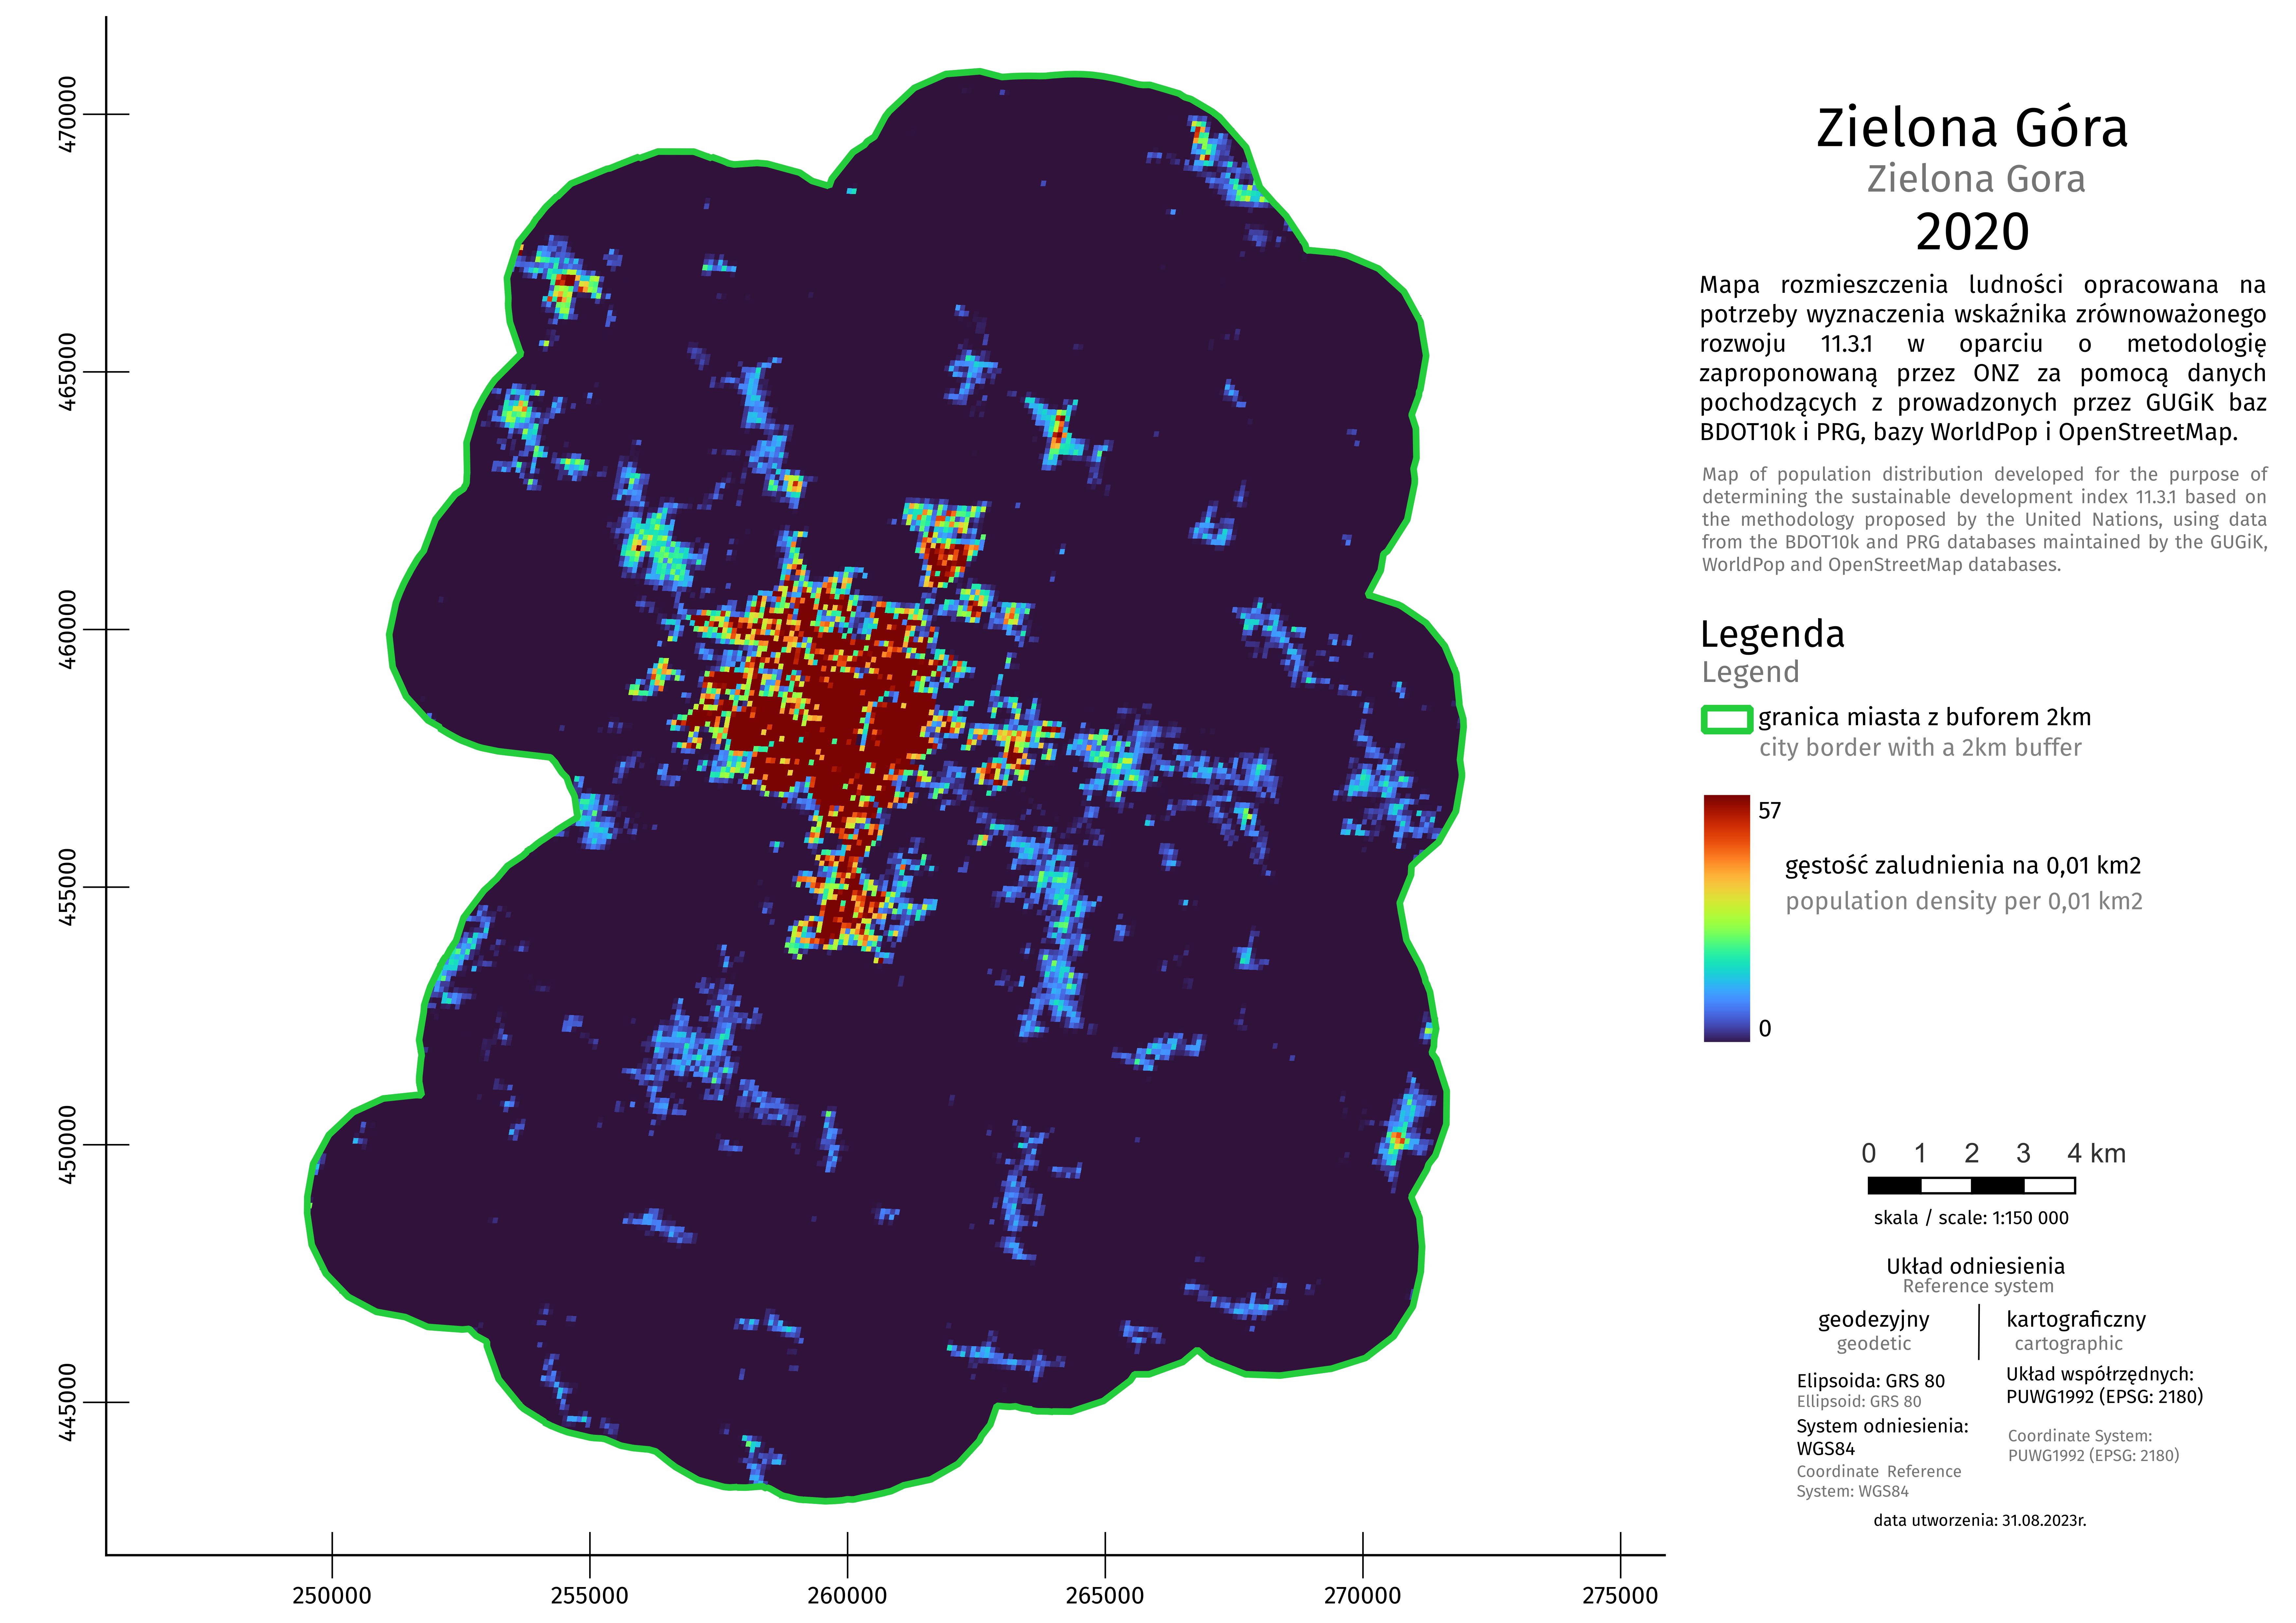 Zielona Góra
Zielona Gora
2020
Mapa rozmieszczenia ludności opracowana na
potrzeby wyznaczenia wskaźnika zrównoważonego
rozwoju 11.3.1 w oparciu o metodologię
zaproponowaną przez ONZ za pomocą danych
pochodzących z prowadzonych przez GUGiK baz
BDOT10k i PRG, bazy WorldPop i OpenStreetMap.
Map of population distribution developed for the purpose of
determining the sustainable development index 11.3.1 based on
the methodology proposed by the United Nations, using data
from the BDOT10k and PRG databases maintained by the GUGiK,
WorldPop and OpenStreetMap databases.
Legenda
Legend
granica miasta z buforem 2km
city border with a 2km buffer
57
gęstość zaludnienia na 0,01 km2
population density per 0,01 km2
0
0 1 2 3 4 km
skala / scale: 1:150 000
Układ odniesienia
Reference system
geodezyjny
geodetic
kartograficzny
cartographic
Elipsoida: GRS 80
Ellipsoid: GRS 80
System odniesienia:
WGS84
Coordinate Reference
System: WGS84
Układ współrzędnych:
PUWG1992 (EPSG: 2180)
Coordinate System:
PUWG1992 (EPSG: 2180)
data utworzenia: 31.08.2023r.
470000
465000
460000
455000
450000
445000
250000 255000 260000 265000 270000 275000